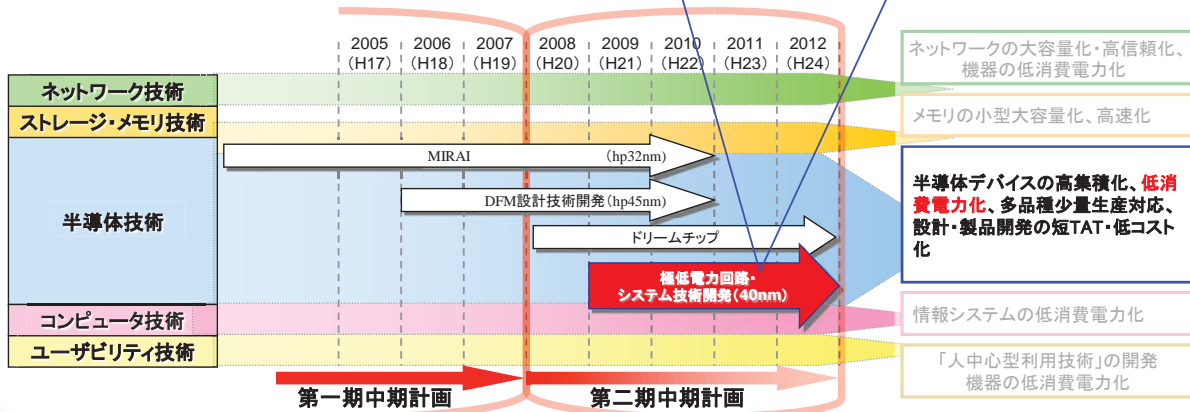 2005 2006 2007 2008 2009 2010 2011 2012
(H17) (H18) (H19) (H20) (H21) (H22) (H23) (H24)
ネットワークの大容量化・高信頼化、
機器の低消費電力化
ネットワーク技術
ストレージ・メモリ技術
メモリの小型大容量化、高速化
MIRAI (hp32nm)
DFM設計技術開発(hp45nm)
半導体技術
ドリームチップ
極低電力回路・
システム技術開発(40nm)
半導体デバイスの高集積化、低消
費電力化、多品種少量生産対応、
設計・製品開発の短TAT・低コスト
化
コンピュータ技術
情報システムの低消費電力化
ユーザビリティ技術
「人中心型利用技術」の開発
機器の低消費電力化
第一期中期計画
第二期中期計画